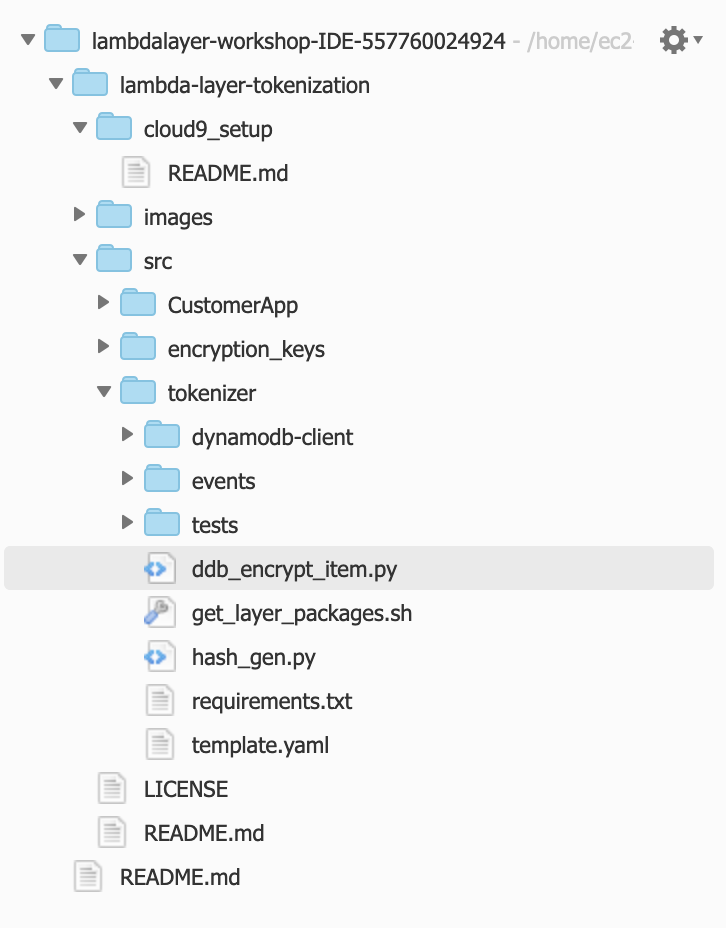 lambdalayer-workshop-IDE-557760024924 - /home/ec2-
lambda-layer-tokenization
cloud9_setup
README.md
images
src
CustomerApp
encryption_keys
tokenizer
dynamodb-client
events
tests
ddb_encrypt_item.py
get_layer_packages.sh
hash_gen.py
requirements.txt
template.yaml
LICENSE
README.md
README.md